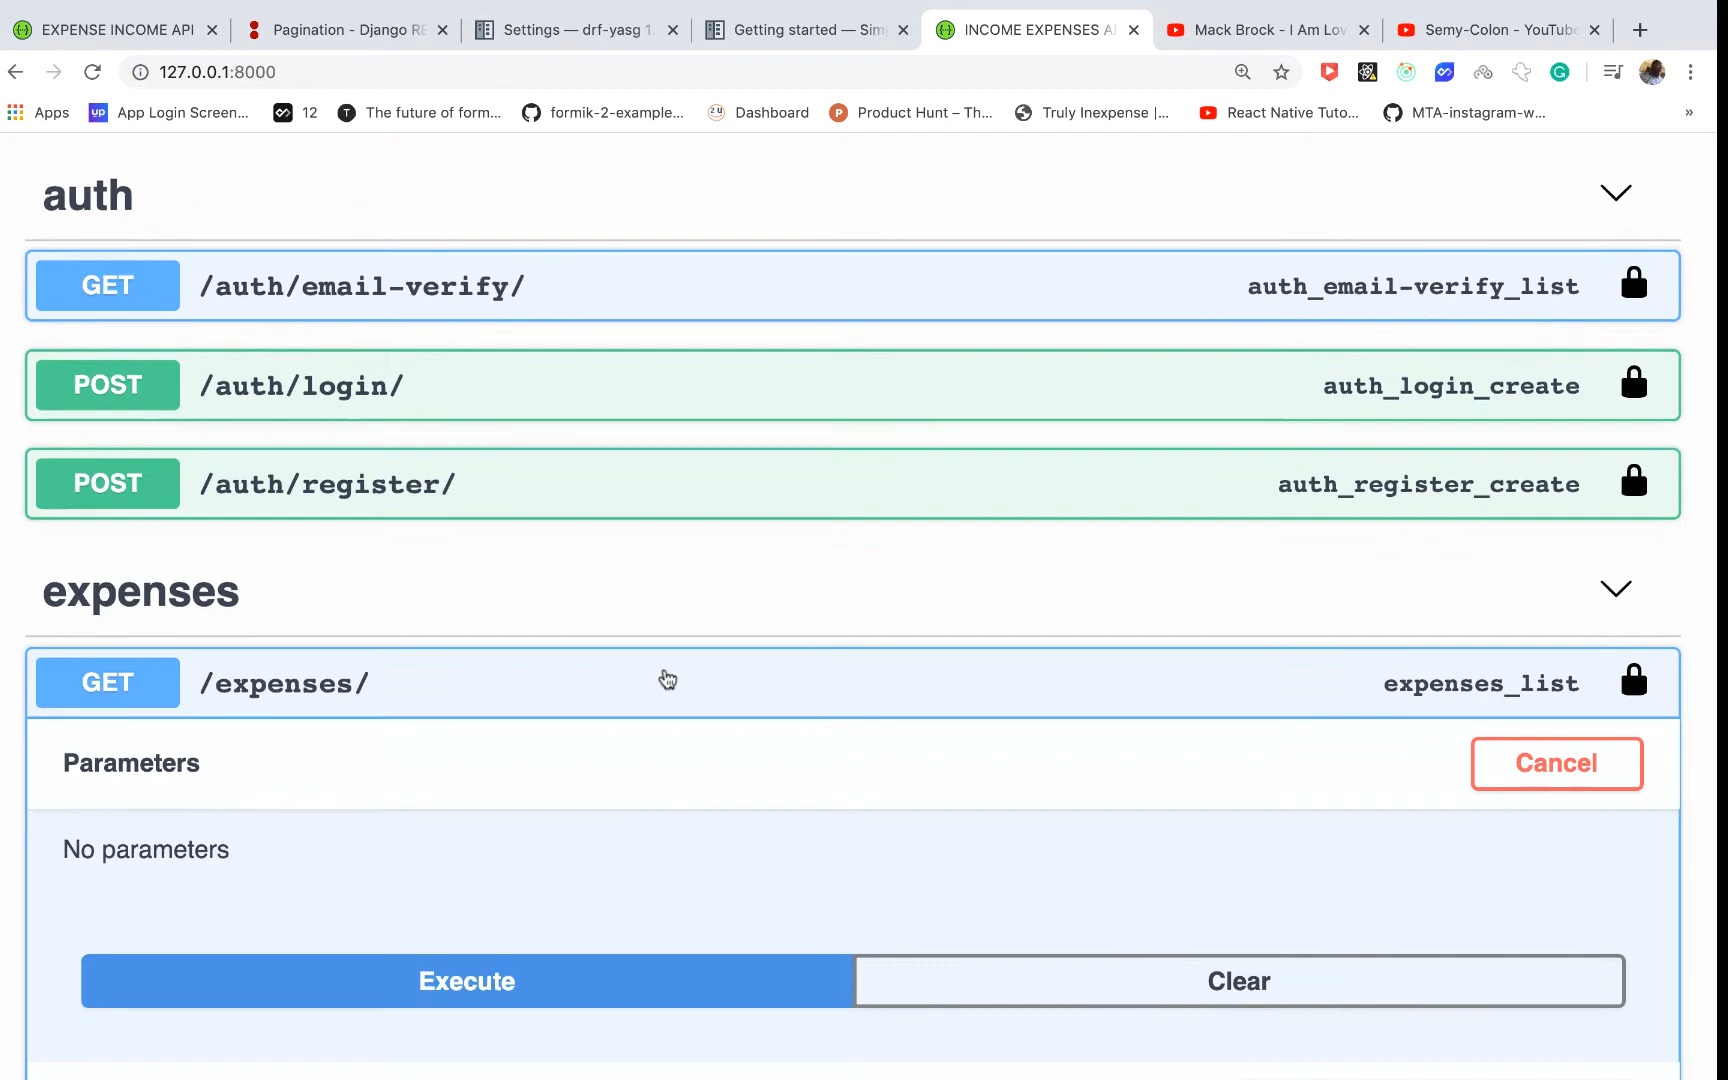 EXPENSE INCOME API
Pagination - Django RE
Settings — drf-yasg 1.
Getting started — Sim
INCOME EXPENSES A
Mack Brock - I Am Lov
Semy-Colon - YouTube
127.0.0.1:8000
Apps
UP App Login Screen...
12
T The future of form...
formik-2-example...
2U Dashboard
P Product Hunt – Th...
Truly Inexpense |...
React Native Tuto...
MTA-instagram-w...
»
auth
GET /auth/email-verify/ auth_email-verify_list
POST /auth/login/ auth_login_create
POST /auth/register/ auth_register_create
expenses
GET /expenses/ expenses_list
Parameters Cancel
No parameters
Execute Clear